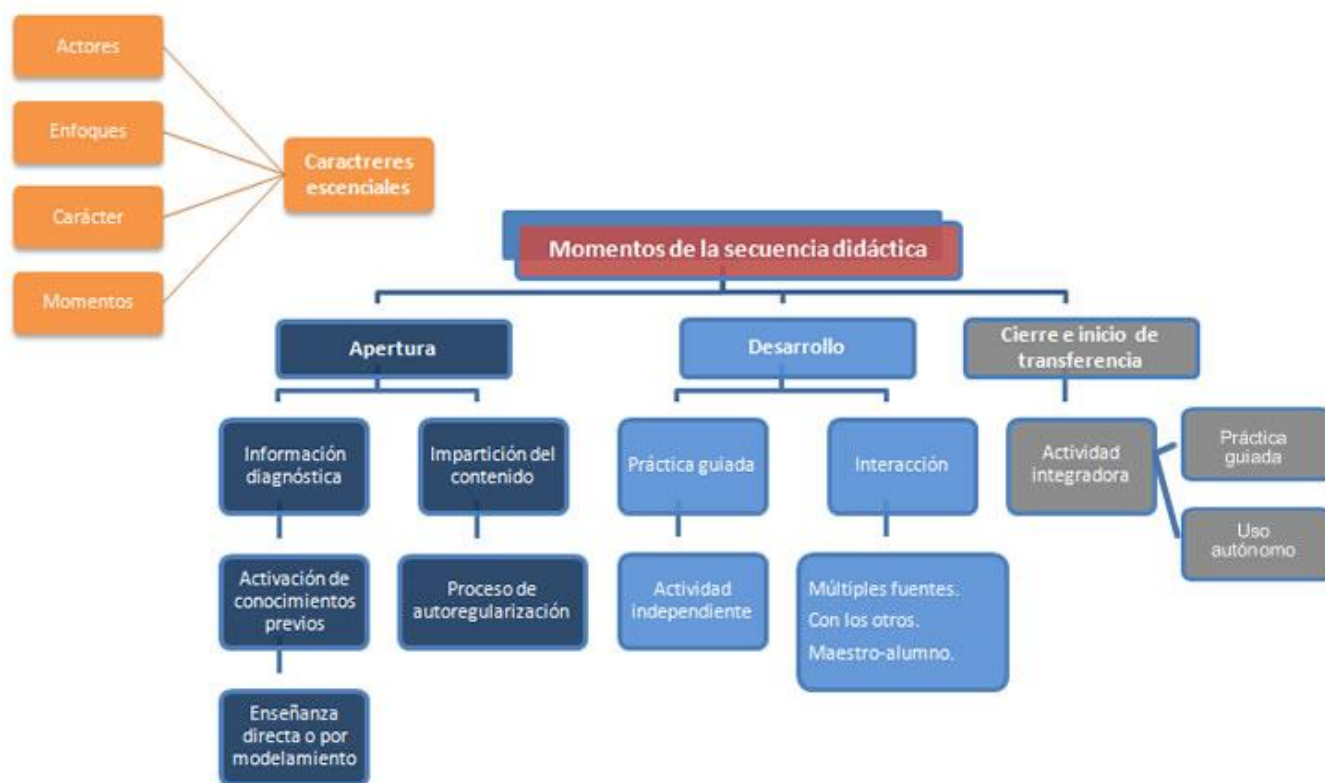 Actores
Enfoques
Carácter
Momentos
Caractreres
escenciales
Momentos de la secuencia didáctica
Apertura
Desarrollo
Cierre e inicio de
transferencia
Información
diagnóstica
Impartición del
contenido
Práctica guiada
Interacción
Actividad
integradora
Práctica
guiada
Uso
autónomo
Activación de
conocimientos
previos
Proceso de
autoregularización
Actividad
independiente
Múltiples fuentes.
Con los otros.
Maestro-alumno.
Enseñanza
directa o por
modelamiento